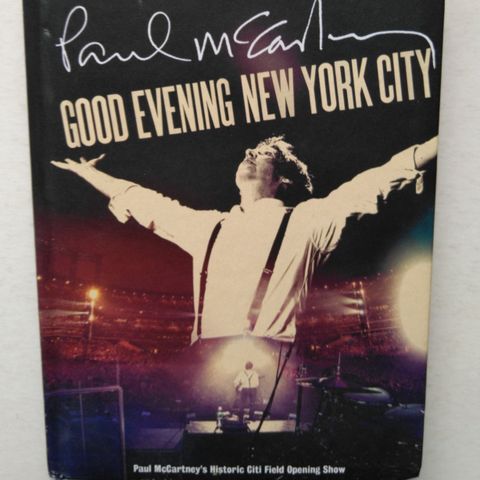 Paul McCartney
GOOD EVENING NEW YORK CITY
Paul McCartney's Historic Citi Field Opening Show